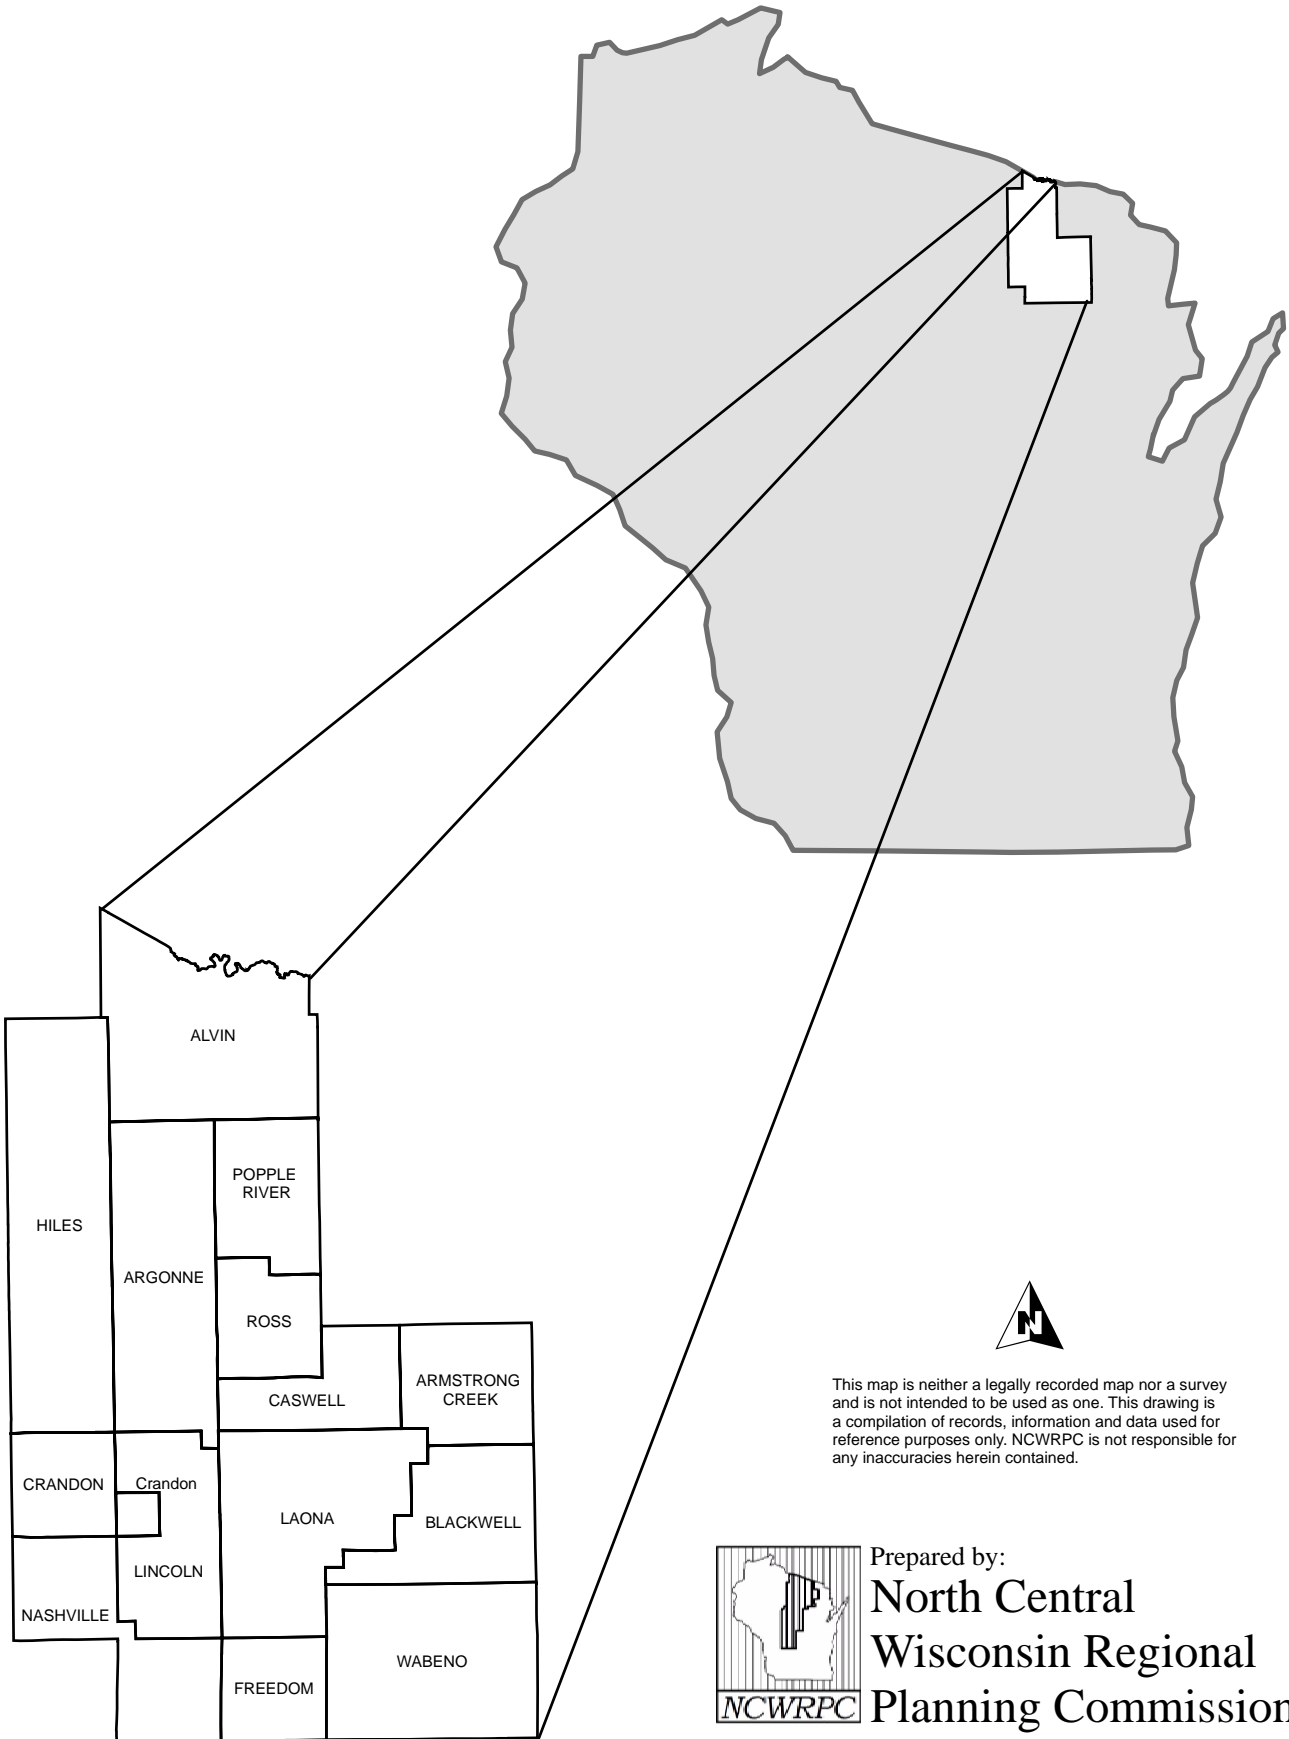 ALVIN
POPPLE
RIVER
HILES
ARGONNE
ROSS
ARMSTRONG
CREEK
CASWELL
CRANDON
Crandon
LAONA
BLACKWELL
LINCOLN
NASHVILLE
WABENO
FREEDOM
N
This map is neither a legally recorded map nor a survey
and is not intended to be used as one. This drawing is
a compilation of records, information and data used for
reference purposes only. NCWRPC is not responsible for
any inaccuracies herein contained.
Prepared by:
North Central
Wisconsin Regional
Planning Commission
NCWRPC